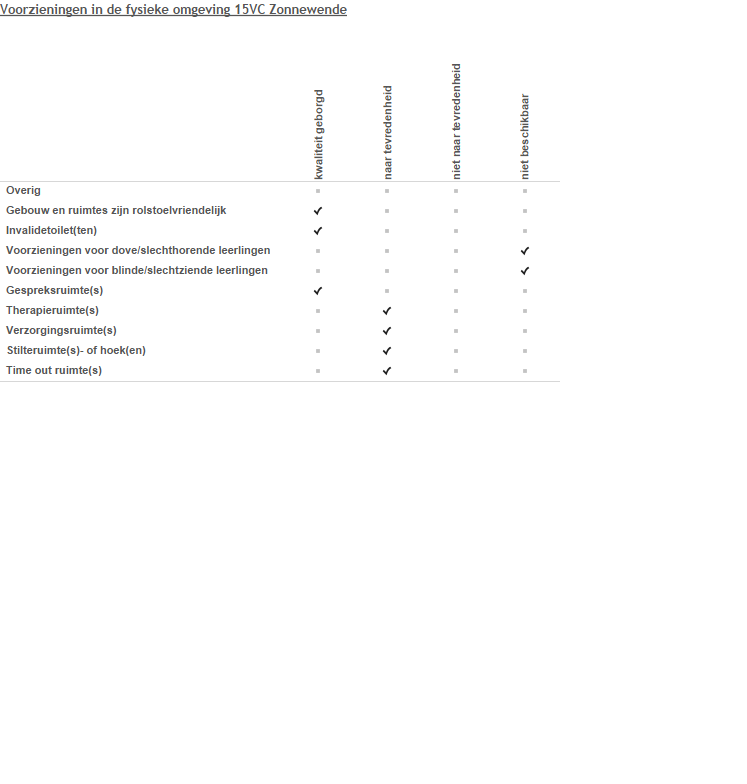 Voorzieningen in de fysieke omgeving 15VC Zonnewende
kwaliteit geborgd
naar tevredenheid
niet naar tevredenheid
niet beschikbaar
Overig
Gebouw en ruimtes zijn rolstoelvriendelijk
Invalidetoilet(ten)
Voorzieningen voor dove/slechthorende leerlingen
Voorzieningen voor blinde/slechtziende leerlingen
Gespreksruimte(s)
Therapieruimte(s)
Verzorgingsruimte(s)
Stilteruimte(s)- of hoek(en)
Time out ruimte(s)